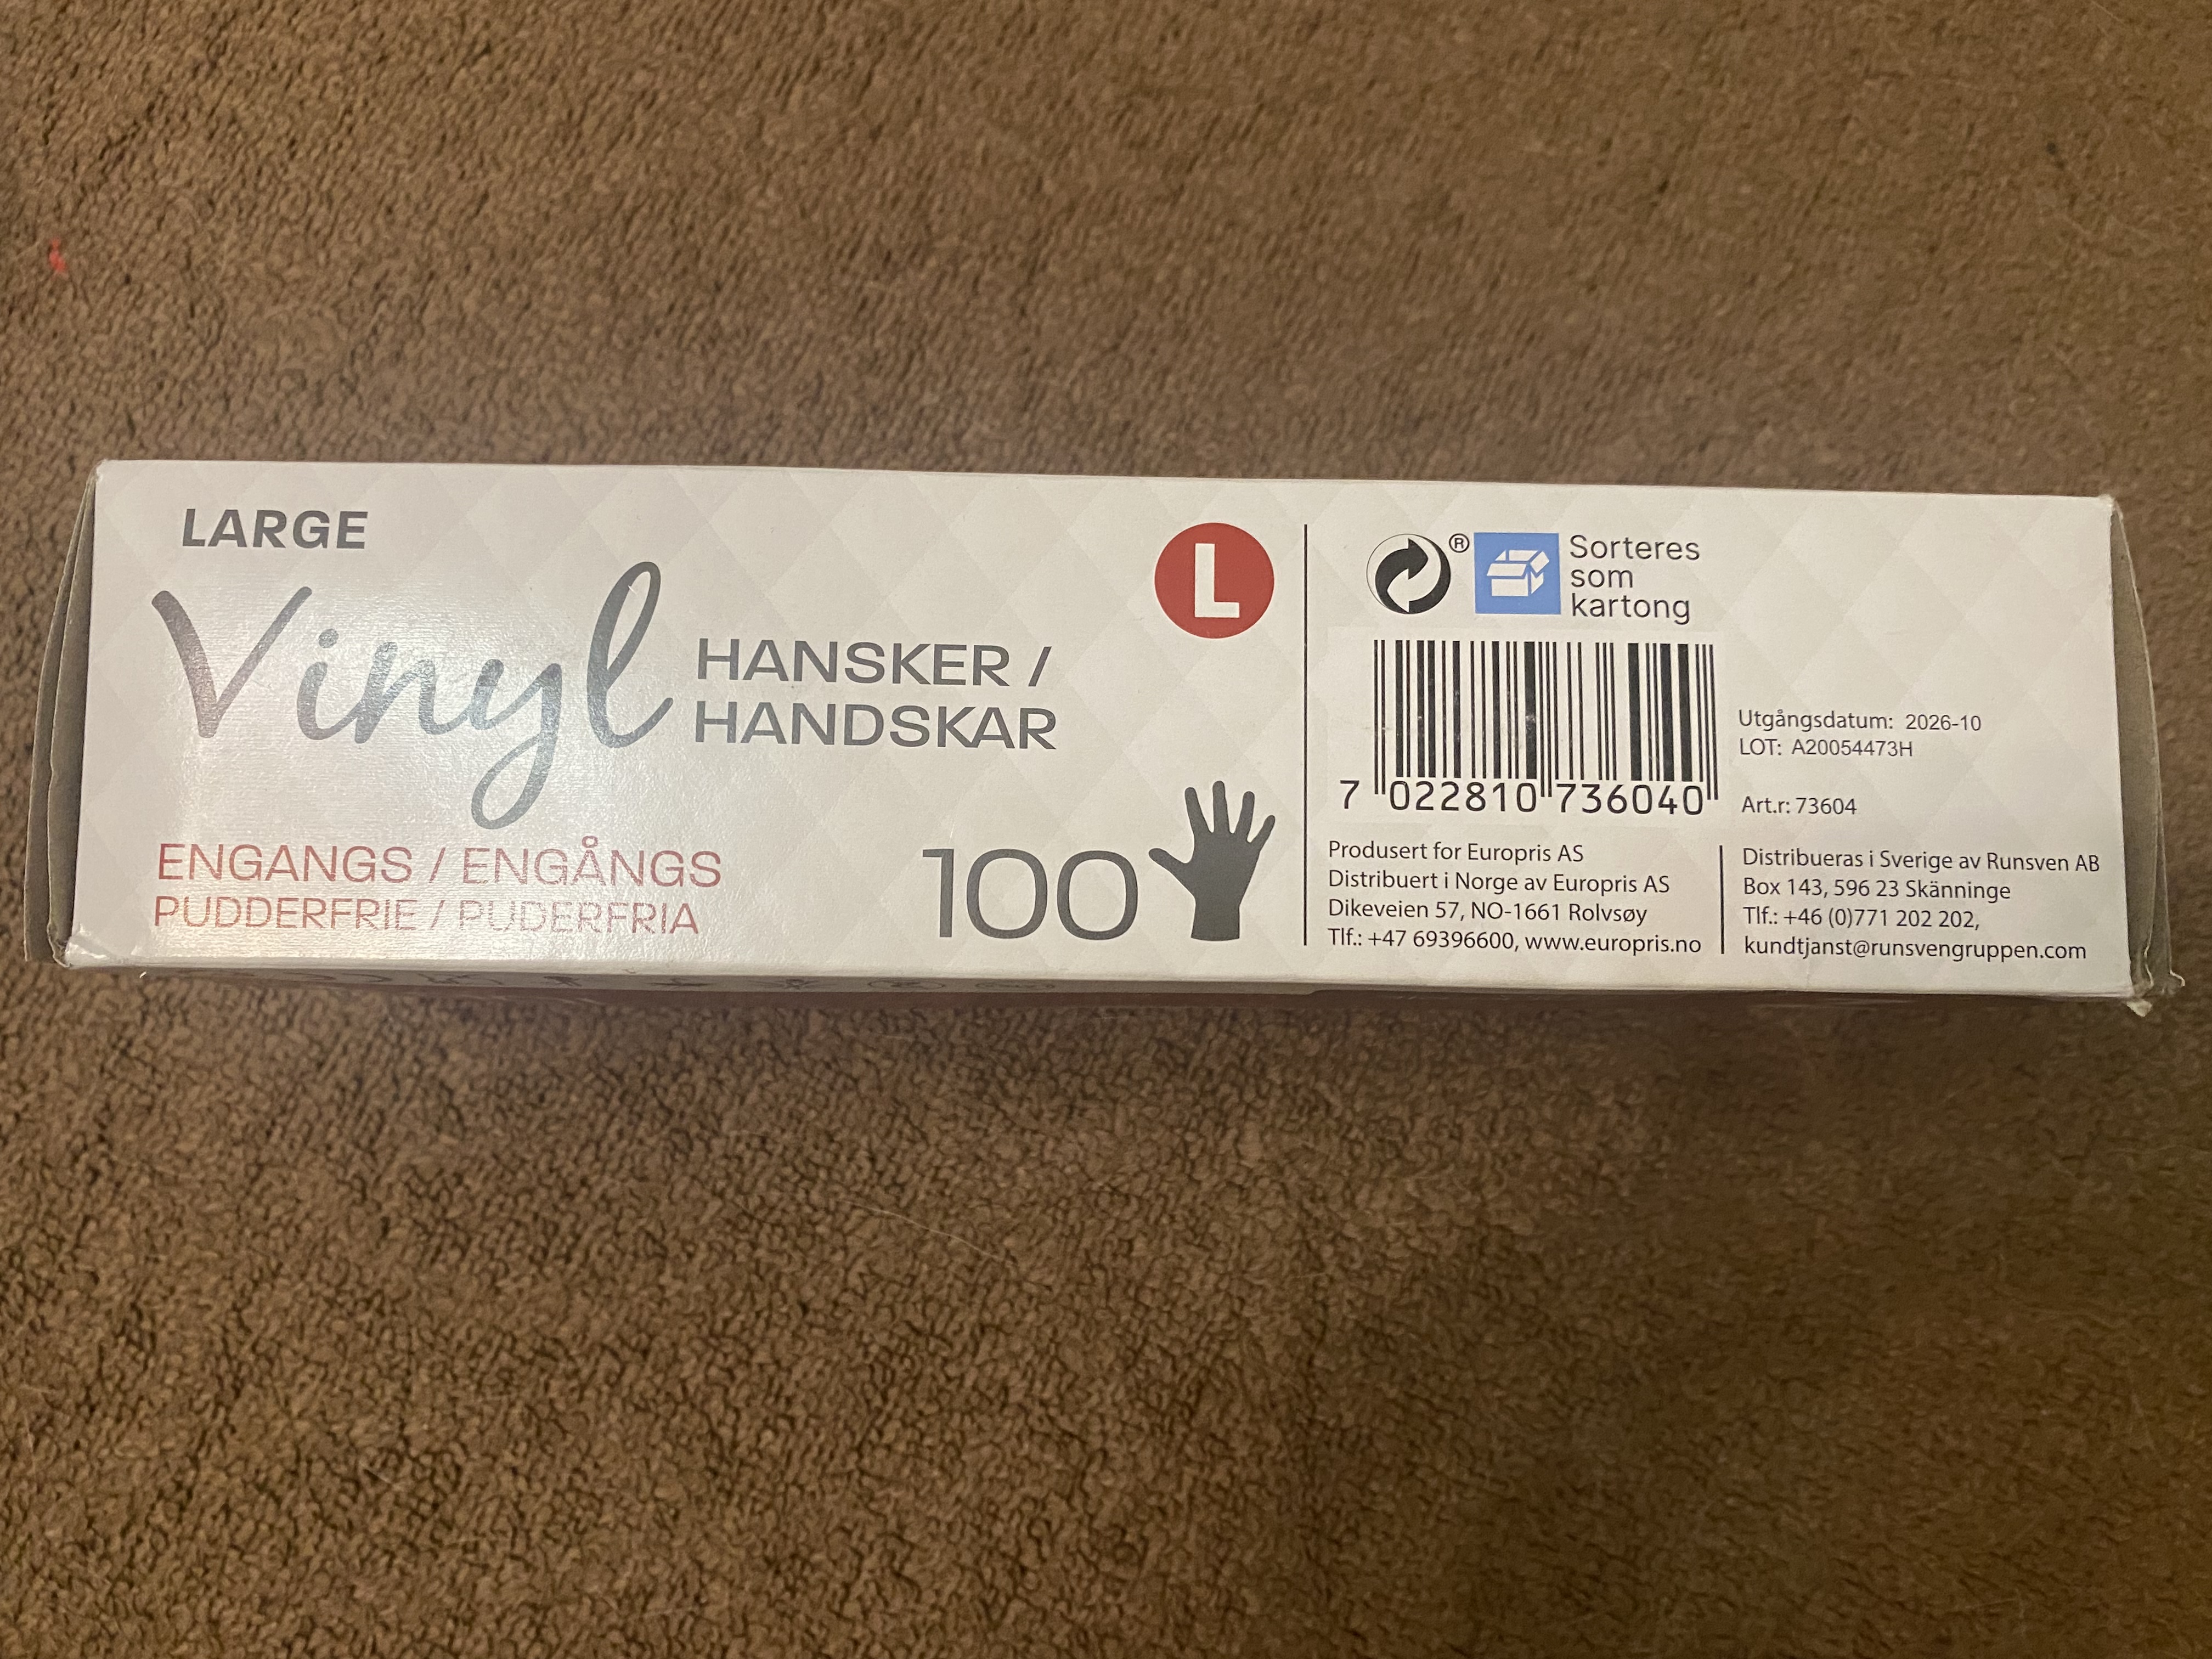 LARGE
Vinyl HANSKER /
HANDSKAR
ENGANGS / ENGÅNGS
PUDDERFRIE / PUDERFRIA
100
L
®
Sorteres
som
kartong
7 022810 736040
Utgångsdatum: 2026-10
LOT: A20054473H
Art.r: 73604
Produsert for Europris AS
Distribuert i Norge av Europris AS
Dikeveien 57, NO-1661 Rolvsøy
Tlf.: +47 69396600, www.europris.no
Distribueras i Sverige av Runsven AB
Box 143, 596 23 Skänninge
Tlf.: +46 (0)771 202 202,
kundtjanst@runsvengruppen.com